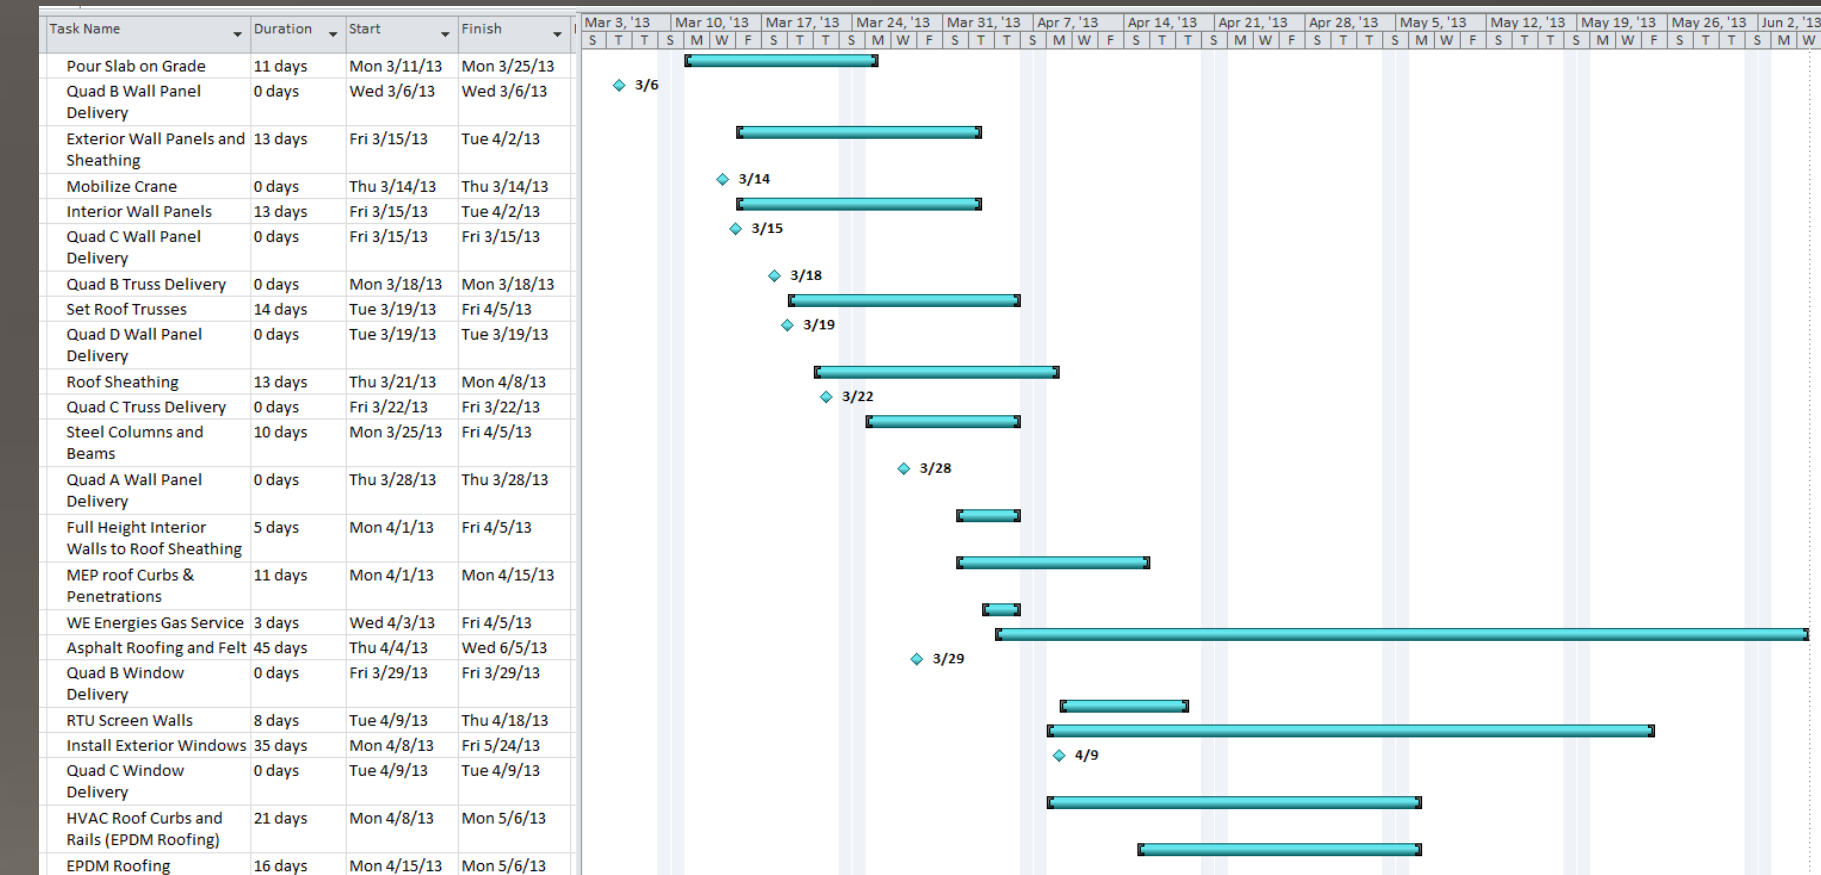 Task Name Duration Start Finish
Mar 3, '13 Mar 10, '13 Mar 17, '13 Mar 24, '13 Mar 31, '13 Apr 7, '13 Apr 14, '13 Apr 21, '13 Apr 28, '13 May 5, '13 May 12, '13 May 19, '13 May 26, '13 Jun 2, '13
S T T S M W F S T T S M W F S T T S M W F S T T S M W F S T T S M W F S T T S M W F S T T S M W
Pour Slab on Grade 11 days Mon 3/11/13 Mon 3/25/13
Quad B Wall Panel 0 days Wed 3/6/13 Wed 3/6/13 3/6
Delivery
Exterior Wall Panels and 13 days Fri 3/15/13 Tue 4/2/13
Sheathing
Mobilize Crane 0 days Thu 3/14/13 Thu 3/14/13 3/14
Interior Wall Panels 13 days Fri 3/15/13 Tue 4/2/13
Quad C Wall Panel 0 days Fri 3/15/13 Fri 3/15/13 3/15
Delivery
Quad B Truss Delivery 0 days Mon 3/18/13 Mon 3/18/13 3/18
Set Roof Trusses 14 days Tue 3/19/13 Fri 4/5/13
Quad D Wall Panel 0 days Tue 3/19/13 Tue 3/19/13 3/19
Delivery
Roof Sheathing 13 days Thu 3/21/13 Mon 4/8/13
Quad C Truss Delivery 0 days Fri 3/22/13 Fri 3/22/13 3/22
Steel Columns and 10 days Mon 3/25/13 Fri 4/5/13
Beams
Quad A Wall Panel 0 days Thu 3/28/13 Thu 3/28/13 3/28
Delivery
Full Height Interior 5 days Mon 4/1/13 Fri 4/5/13
Walls to Roof Sheathing
MEP roof Curbs & 11 days Mon 4/1/13 Mon 4/15/13
Penetrations
WE Energies Gas Service 3 days Wed 4/3/13 Fri 4/5/13
Asphalt Roofing and Felt 45 days Thu 4/4/13 Wed 6/5/13
Quad B Window 0 days Fri 3/29/13 Fri 3/29/13 3/29
Delivery
RTU Screen Walls 8 days Tue 4/9/13 Thu 4/18/13
Install Exterior Windows 35 days Mon 4/8/13 Fri 5/24/13
Quad C Window 0 days Tue 4/9/13 Tue 4/9/13 4/9
Delivery
HVAC Roof Curbs and 21 days Mon 4/8/13 Mon 5/6/13
Rails (EPDM Roofing)
EPDM Roofing 16 days Mon 4/15/13 Mon 5/6/13